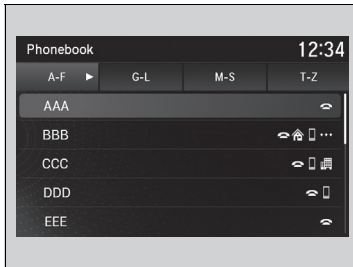 Phonebook 12:34
A-F G-L M-S T-Z
AAA
BBB
CCC
DDD
EEE